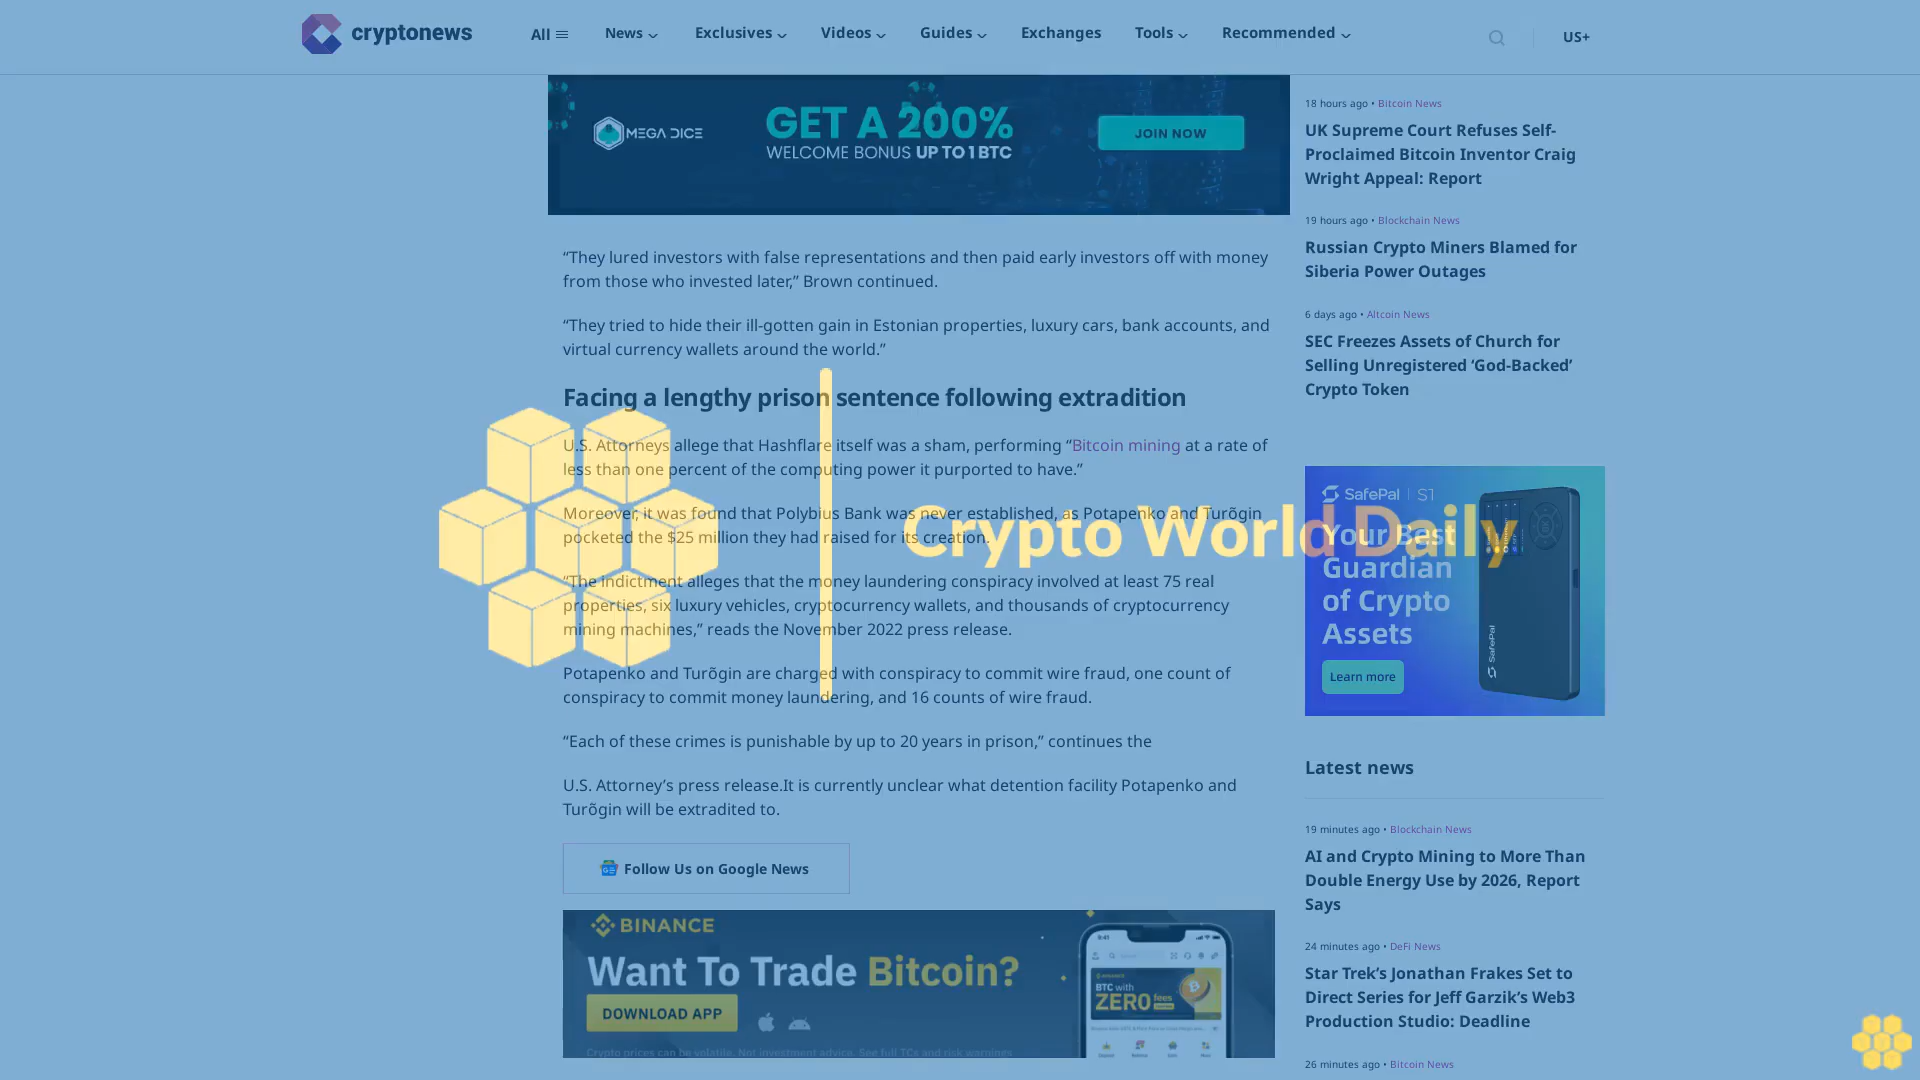 cryptonews
All
News
Exclusives
Videos
Guides
Exchanges
Tools
Recommended
US+
MEGA DICE
GET A 200%
WELCOME BONUS UP TO 1 BTC
JOIN NOW
“They lured investors with false representations and then paid early investors off with money
from those who invested later,” Brown continued.
“They tried to hide their ill-gotten gain in Estonian properties, luxury cars, bank accounts, and
virtual currency wallets around the world.”
Facing a lengthy prison sentence following extradition
U.S. Attorneys allege that Hashflare itself was a sham, performing “Bitcoin mining at a rate of
less than one percent of the computing power it purported to have.”
Moreover, it was found that Polybius Bank was never established, as Potapenko and Turõgin
pocketed the $25 million they had raised for its creation.
“The indictment alleges that the money laundering conspiracy involved at least 75 real
properties, six luxury vehicles, cryptocurrency wallets, and thousands of cryptocurrency
mining machines,” reads the November 2022 press release.
Potapenko and Turõgin are charged with conspiracy to commit wire fraud, one count of
conspiracy to commit money laundering, and 16 counts of wire fraud.
“Each of these crimes is punishable by up to 20 years in prison,” continues the
U.S. Attorney’s press release.It is currently unclear what detention facility Potapenko and
Turõgin will be extradited to.
Follow Us on Google News
BINANCE
Want To Trade Bitcoin?
DOWNLOAD APP
Crypto prices can be volatile. Not investment advice. See full TCs and risk warnings
BTC with
ZERO fees
Crypto World Daily
18 hours ago • Bitcoin News
UK Supreme Court Refuses Self-
Proclaimed Bitcoin Inventor Craig
Wright Appeal: Report
19 hours ago • Blockchain News
Russian Crypto Miners Blamed for
Siberia Power Outages
6 days ago • Altcoin News
SEC Freezes Assets of Church for
Selling Unregistered ‘God-Backed’
Crypto Token
SafePal | S1
Your Best
Guardian
of Crypto
Assets
Learn more
SafePal
Latest news
19 minutes ago • Blockchain News
AI and Crypto Mining to More Than
Double Energy Use by 2026, Report
Says
24 minutes ago • DeFi News
Star Trek’s Jonathan Frakes Set to
Direct Series for Jeff Garzik’s Web3
Production Studio: Deadline
26 minutes ago • Bitcoin News